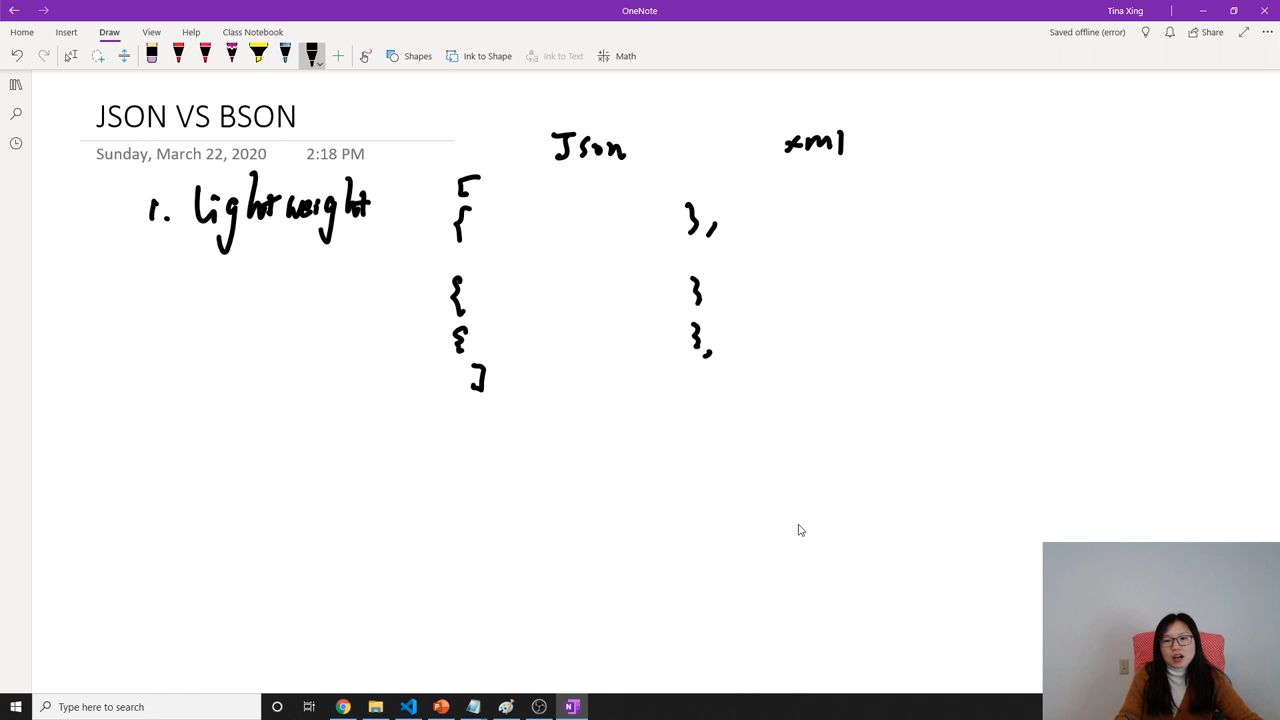 OneNote
Tina Xing
Home Insert Draw View Help Class Notebook
Saved offline (error) Share
Shapes Ink to Shape Ink to Text Math
JSON VS BSON
Sunday, March 22, 2020 2:18 PM
Json xml
1. Lightweight [
{ },
{ }
{ },
]
Type here to search